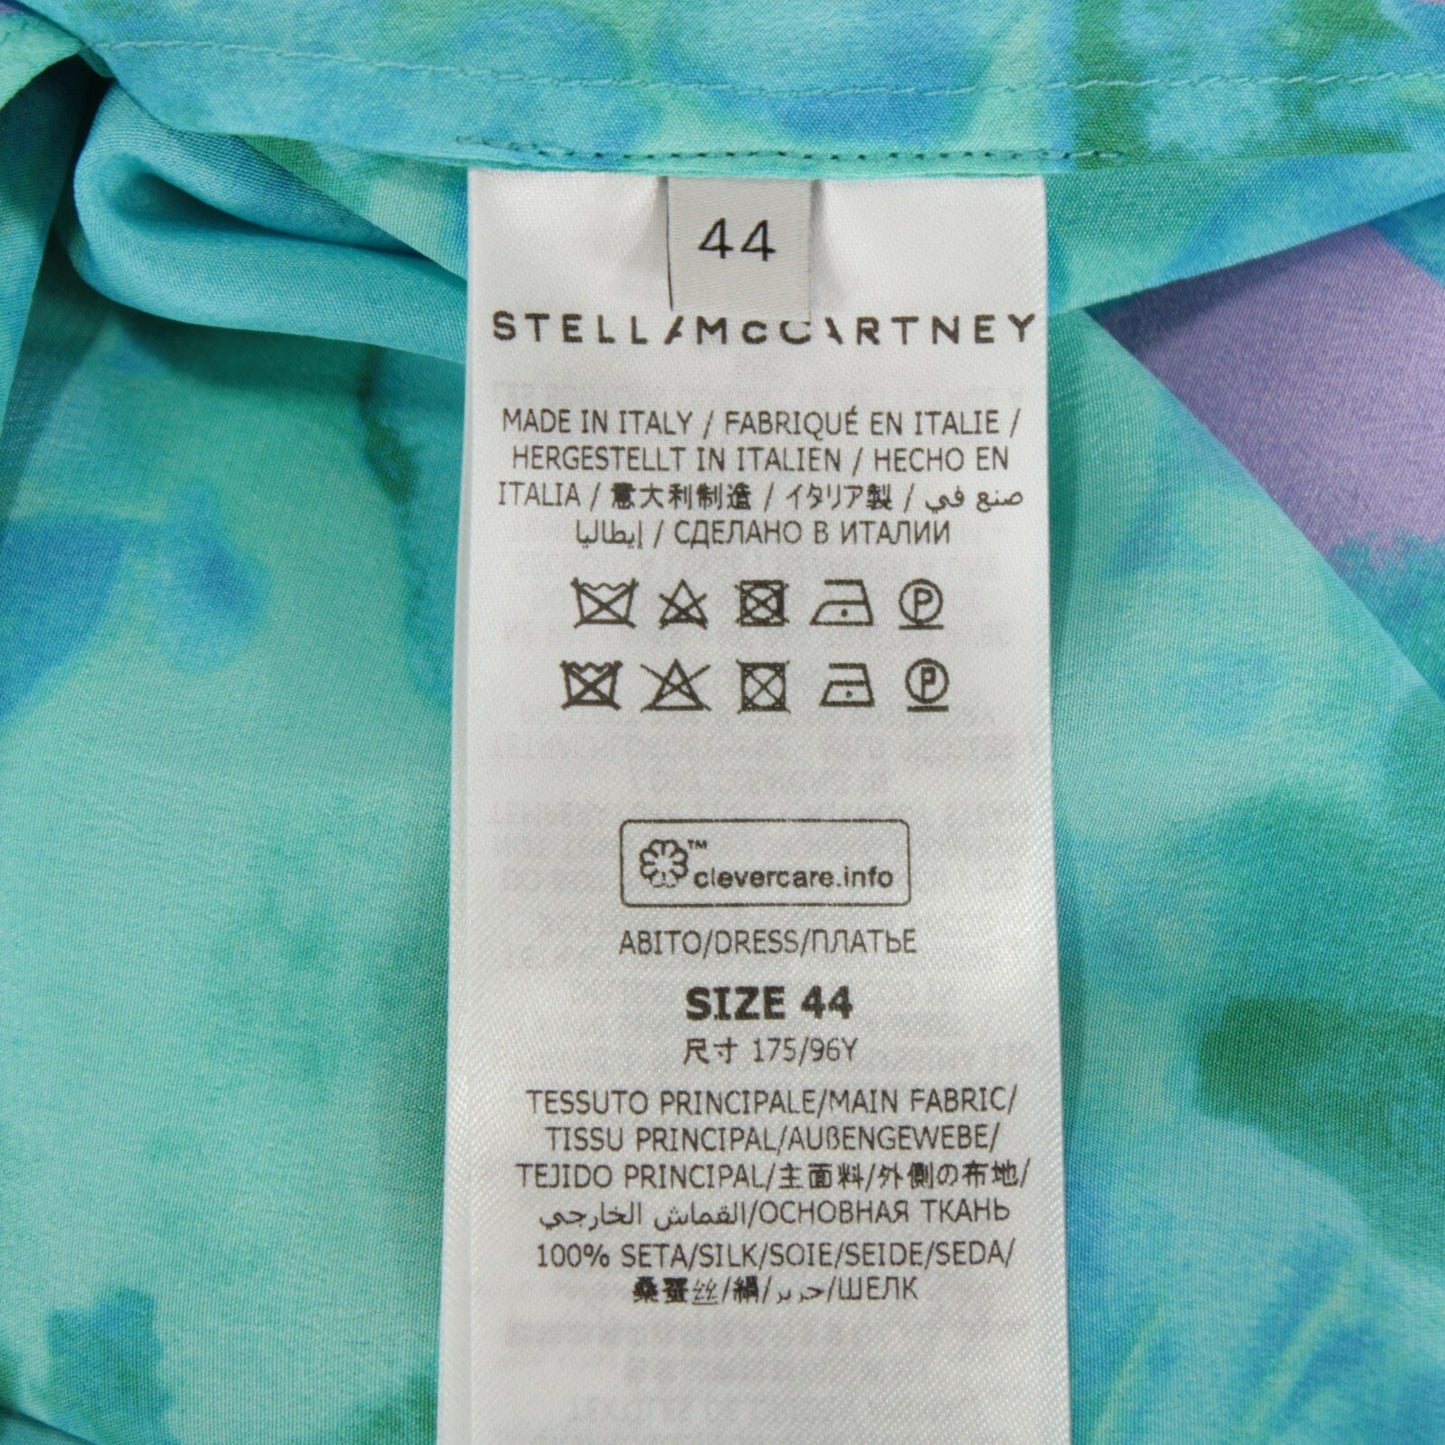 44
STELLA McCARTNEY
MADE IN ITALY / FABRIQUÉ EN ITALIE /
HERGESTELLT IN ITALIEN / HECHO EN
ITALIA / 意大利制造 / イタリア製 / صنع في
إيطاليا / СДЕЛАНО В ИТАЛИИ
P
P
™
clevercare.info
ABITO/DRESS/ПЛАТЬЕ
SIZE 44
尺寸 175/96Y
TESSUTO PRINCIPALE/MAIN FABRIC/
TISSU PRINCIPAL/AUßENGEWEBE/
TEJIDO PRINCIPAL/主面料/外側の布地/
القماش الخارجي/ОСНОВНАЯ ТКАНЬ
100% SETA/SILK/SOIE/SEIDE/SEDA/
桑蚕丝/絹/حرير/ШЕЛК